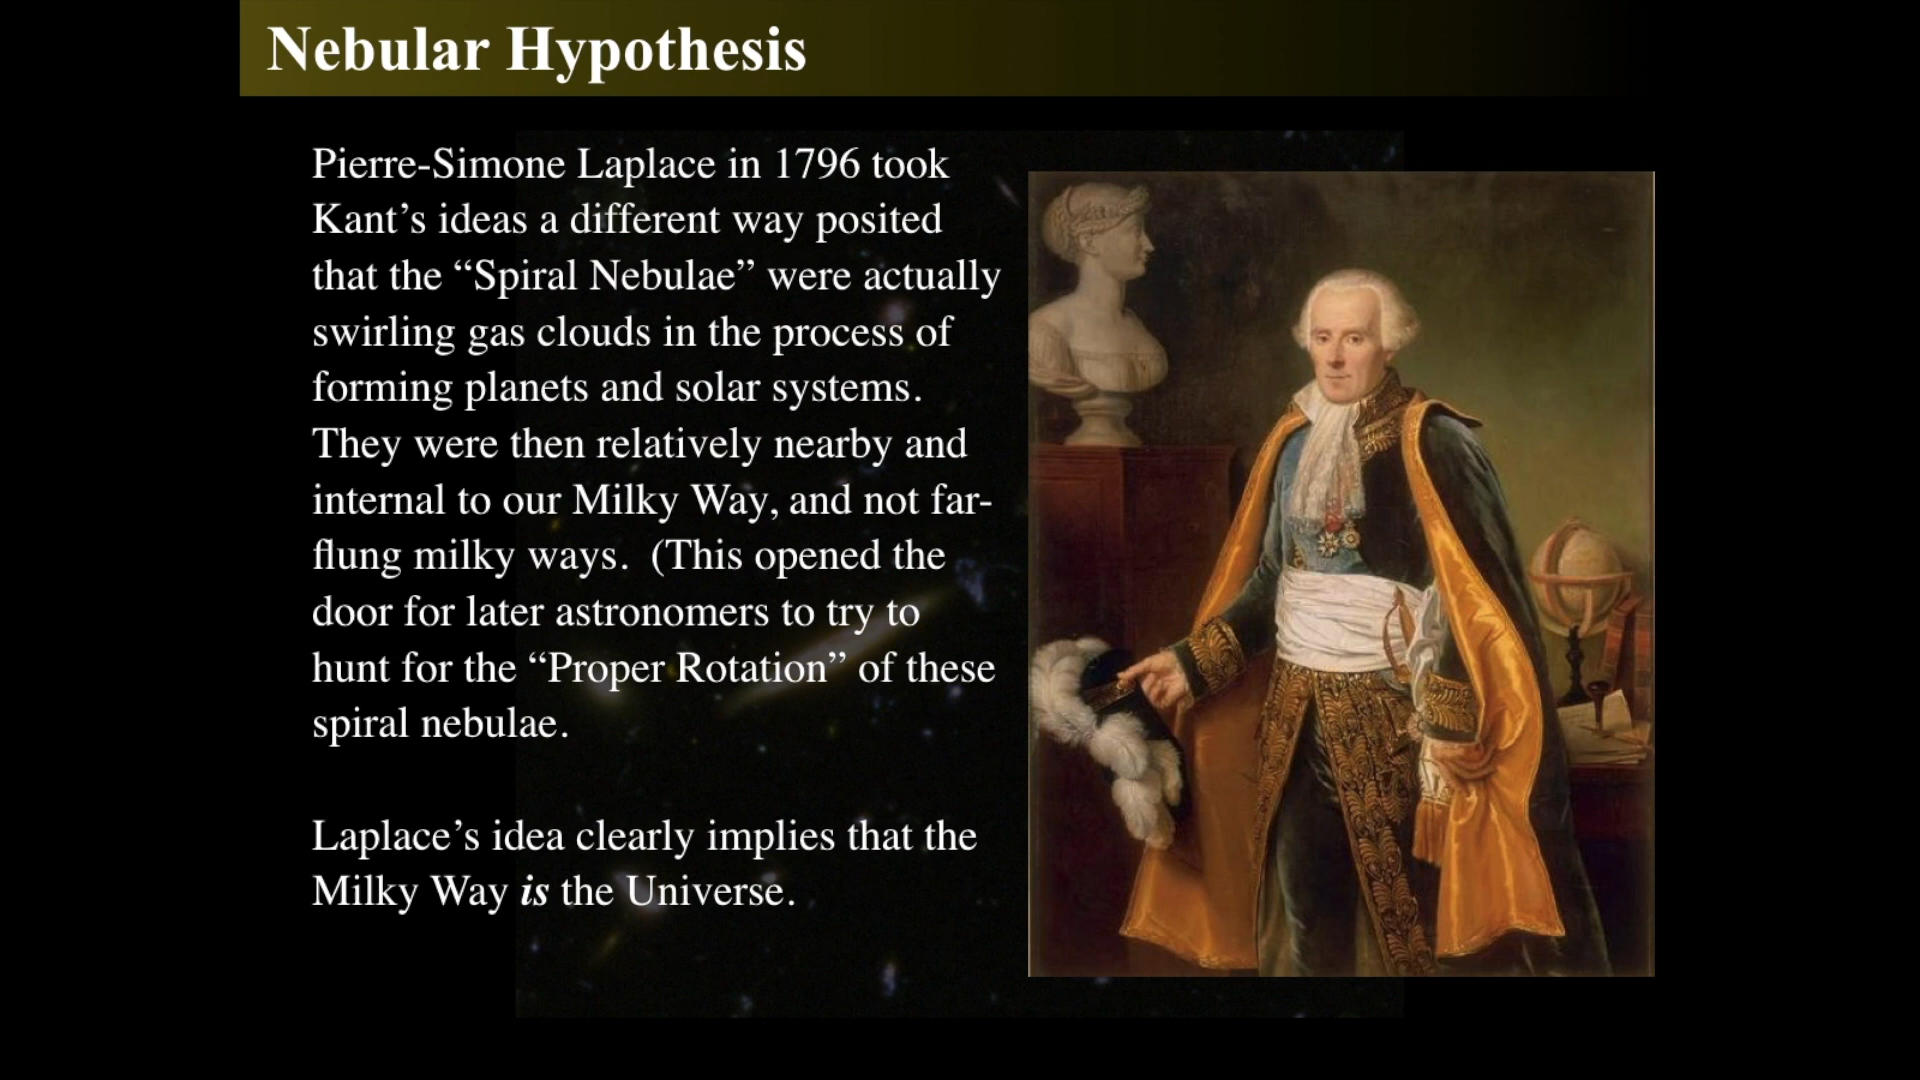 Nebular Hypothesis
Pierre-Simone Laplace in 1796 took
Kant’s ideas a different way posited
that the “Spiral Nebulae” were actually
swirling gas clouds in the process of
forming planets and solar systems.
They were then relatively nearby and
internal to our Milky Way, and not far-
flung milky ways.  (This opened the
door for later astronomers to try to
hunt for the “Proper Rotation” of these
spiral nebulae.
Laplace’s idea clearly implies that the
Milky Way is the Universe.